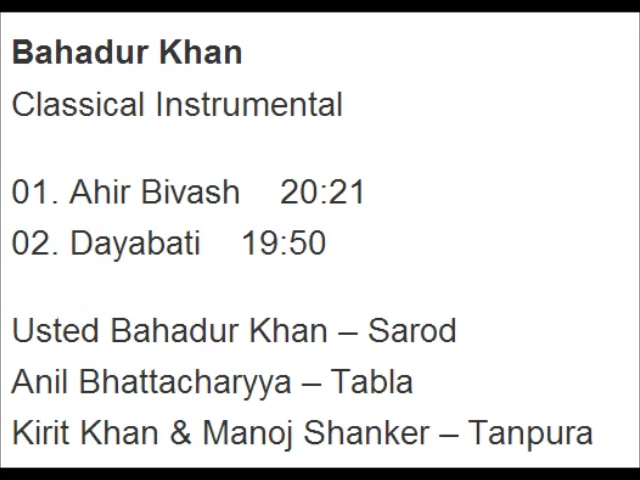 Bahadur Khan
Classical Instrumental
01. Ahir Bivash 20:21
02. Dayabati 19:50
Usted Bahadur Khan – Sarod
Anil Bhattacharyya – Tabla
Kirit Khan & Manoj Shanker – Tanpura